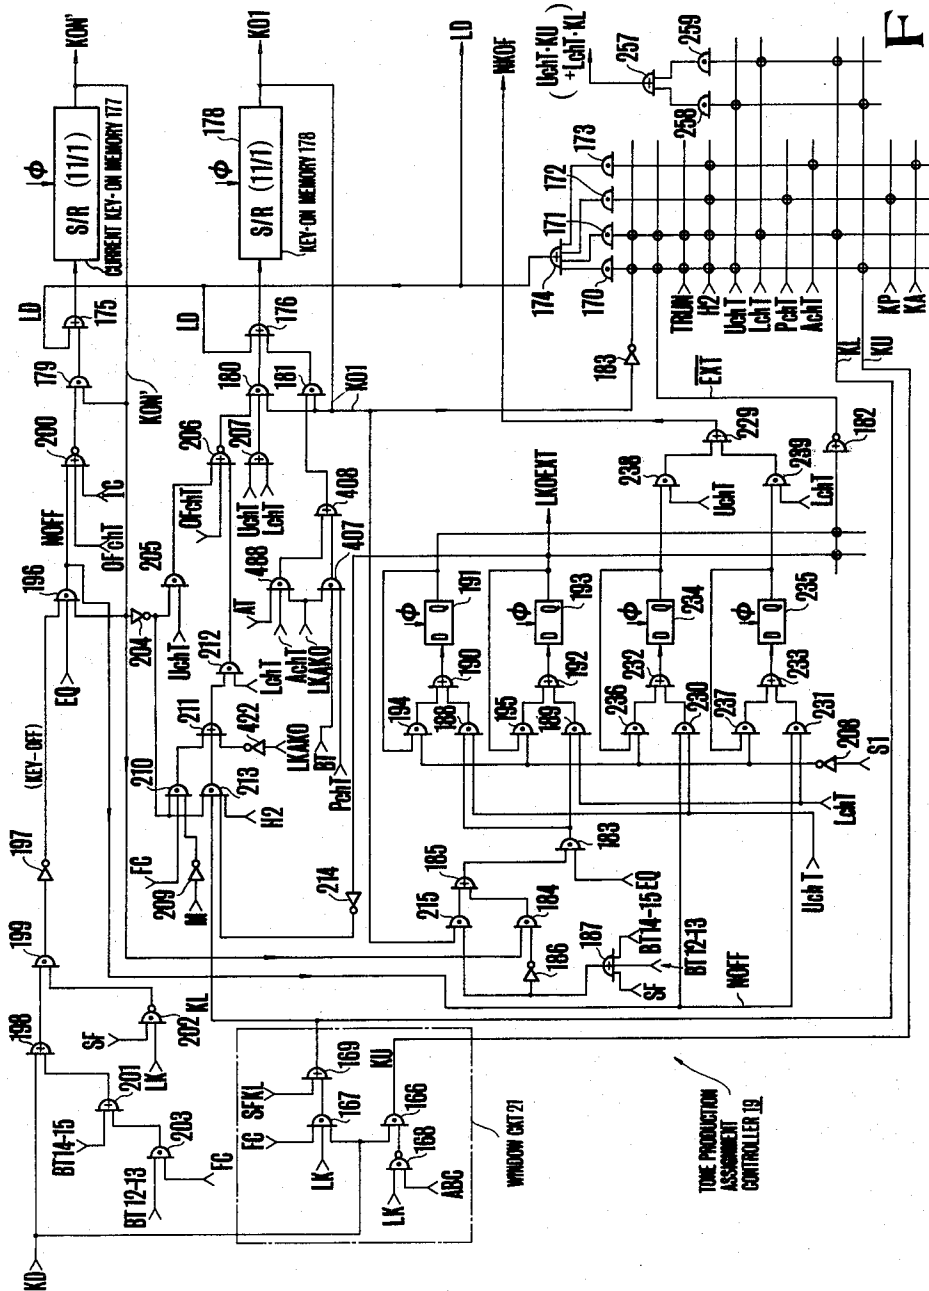 KD
BT 12-13
203
FC
BT14-15
201
198
SF
LK
202
199
197
(KEY-OFF)
EQ
196
NOFF
OFchT
TC
200
179
LD
175
S/R (11/1)
φ
CURRENT KEY-ON MEMORY 177
KON'
KON'
KL
FC
M
209
210
213
H2
211
422
LKAKO
212
LchT
204
205
UchT
OFchT
206
207
UchT
LchT
180
181
LD
176
S/R (11/1)
φ
178
KEY-ON MEMORY 178
KO1
KO1
AT
488
AchT
LKAKO
BT
PchT
407
408
LD
WINDOW CKT 21
FC
LK
167
SFKL
169
LK
ABC
168
166
KU
214
215
185
184
186
187
SF
BT 12-13
BT14-15
EQ
183
194
188
190
D
Q
φ
191
195
189
192
D
Q
φ
193
LKOEXT
236
230
232
D
Q
φ
234
237
231
233
D
Q
φ
235
208
S1
LchT
UchT
NOFF
238
UchT
239
LchT
229
NKOF
182
EXT
183
TRUN
H2
UchT
LchT
PchT
AchT
KL
KU
KP
KA
170
171
172
173
174
257
258
259
(UchT·KU
+LchT·KL)
TONE PRODUCTION
ASSIGNMENT
CONTROLLER 19
F